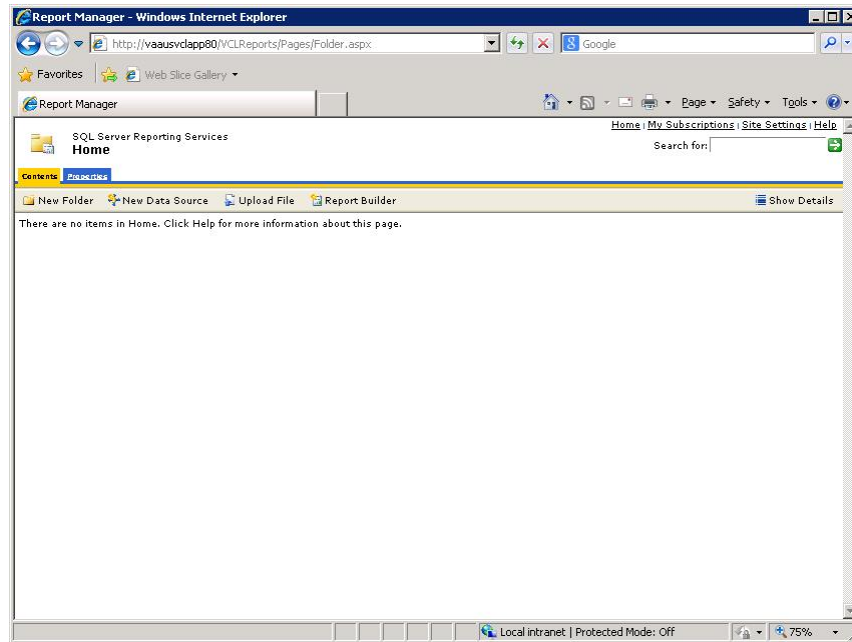 Report Manager - Windows Internet Explorer
http://vaausvclapp80/VCLReports/Pages/Folder.aspx
Google
Favorites Web Slice Gallery
Report Manager
Page Safety Tools
Home | My Subscriptions | Site Settings | Help
SQL Server Reporting Services
Home
Search for:
Contents Properties
New Folder New Data Source Upload File Report Builder Show Details
There are no items in Home. Click Help for more information about this page.
Local intranet | Protected Mode: Off 75%